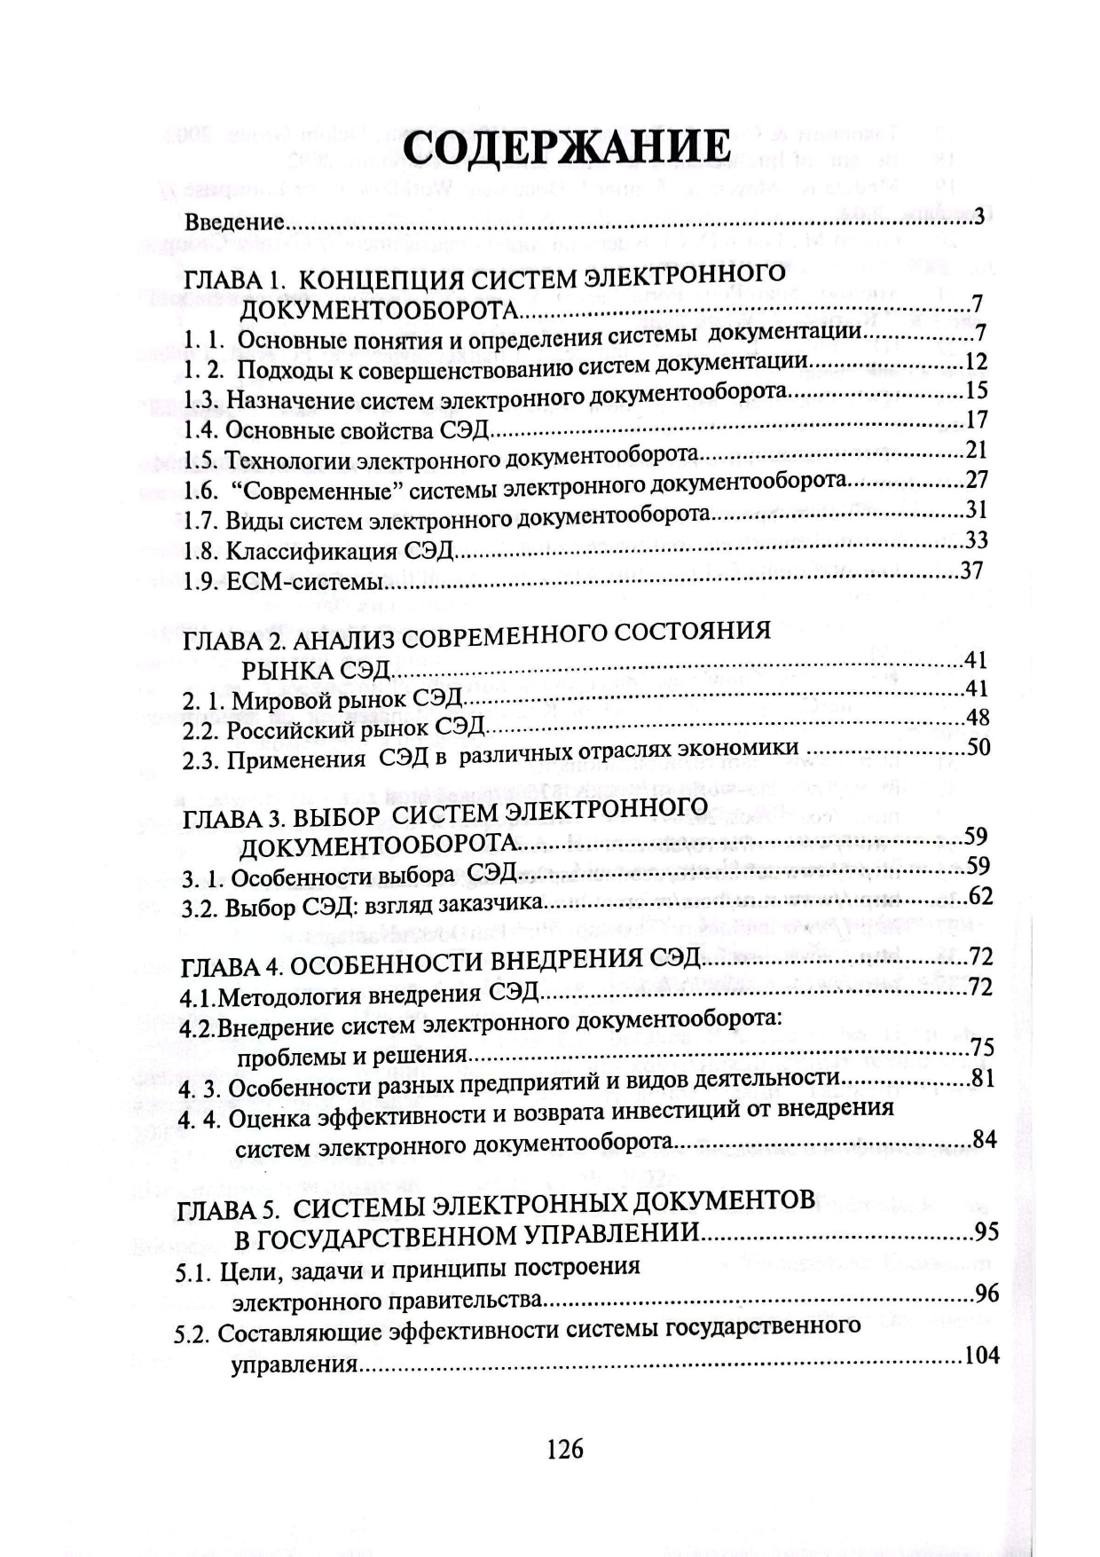 СОДЕРЖАНИЕ
Введение.....3
ГЛАВА 1. КОНЦЕПЦИЯ СИСТЕМ ЭЛЕКТРОННОГО
ДОКУМЕНТООБОРОТА.....7
1. 1. Основные понятия и определения системы документации.....7
1. 2. Подходы к совершенствованию систем документации.....12
1.3. Назначение систем электронного документооборота.....15
1.4. Основные свойства СЭД.....17
1.5. Технологии электронного документооборота.....21
1.6. “Современные” системы электронного документооборота.....27
1.7. Виды систем электронного документооборота.....31
1.8. Классификация СЭД.....33
1.9. ECM-системы.....37
ГЛАВА 2. АНАЛИЗ СОВРЕМЕННОГО СОСТОЯНИЯ
РЫНКА СЭД.....41
2. 1. Мировой рынок СЭД.....41
2.2. Российский рынок СЭД.....48
2.3. Применения СЭД в различных отраслях экономики .....50
ГЛАВА 3. ВЫБОР СИСТЕМ ЭЛЕКТРОННОГО
ДОКУМЕНТООБОРОТА.....59
3. 1. Особенности выбора СЭД.....59
3.2. Выбор СЭД: взгляд заказчика.....62
ГЛАВА 4. ОСОБЕННОСТИ ВНЕДРЕНИЯ СЭД.....72
4.1.Методология внедрения СЭД.....72
4.2.Внедрение систем электронного документооборота:
проблемы и решения.....75
4. 3. Особенности разных предприятий и видов деятельности.....81
4. 4. Оценка эффективности и возврата инвестиций от внедрения
систем электронного документооборота.....84
ГЛАВА 5. СИСТЕМЫ ЭЛЕКТРОННЫХ ДОКУМЕНТОВ
В ГОСУДАРСТВЕННОМ УПРАВЛЕНИИ.....95
5.1. Цели, задачи и принципы построения
электронного правительства.....96
5.2. Составляющие эффективности системы государственного
управления.....104
126